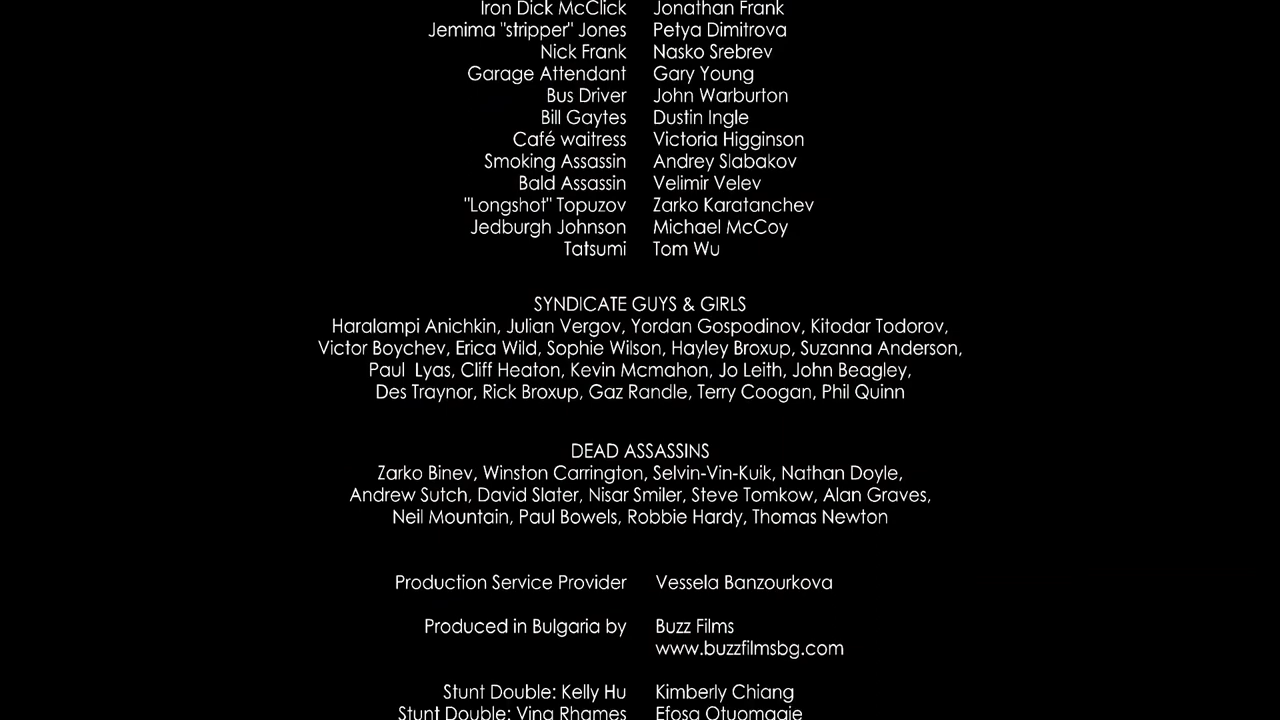 Iron Dick McClick Jonathan Frank
Jemima "stripper" Jones Petya Dimitrova
Nick Frank Nasko Srebrev
Garage Attendant Gary Young
Bus Driver John Warburton
Bill Gaytes Dustin Ingle
Café waitress Victoria Higginson
Smoking Assassin Andrey Slabakov
Bald Assassin Velimir Velev
"Longshot" Topuzov Zarko Karatanchev
Jedburgh Johnson Michael McCoy
Tatsumi Tom Wu
SYNDICATE GUYS & GIRLS
Haralampi Anichkin, Julian Vergov, Yordan Gospodinov, Kitodar Todorov,
Victor Boychev, Erica Wild, Sophie Wilson, Hayley Broxup, Suzanna Anderson,
Paul Lyas, Cliff Heaton, Kevin Mcmahon, Jo Leith, John Beagley,
Des Traynor, Rick Broxup, Gaz Randle, Terry Coogan, Phil Quinn
DEAD ASSASSINS
Zarko Binev, Winston Carrington, Selvin-Vin-Kuik, Nathan Doyle,
Andrew Sutch, David Slater, Nisar Smiler, Steve Tomkow, Alan Graves,
Neil Mountain, Paul Bowels, Robbie Hardy, Thomas Newton
Production Service Provider Vessela Banzourkova
Produced in Bulgaria by Buzz Films
www.buzzfilmsbg.com
Stunt Double: Kelly Hu Kimberly Chiang
Stunt Double: Ving Rhames Efosa Otuomagie